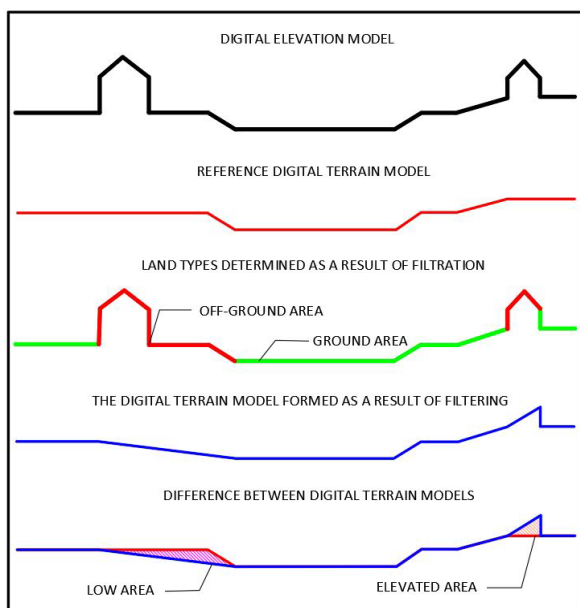 DIGITAL ELEVATION MODEL
REFERENCE DIGITAL TERRAIN MODEL
LAND TYPES DETERMINED AS A RESULT OF FILTRATION
OFF-GROUND AREA
GROUND AREA
THE DIGITAL TERRAIN MODEL FORMED AS A RESULT OF FILTERING
DIFFERENCE BETWEEN DIGITAL TERRAIN MODELS
LOW AREA
ELEVATED AREA